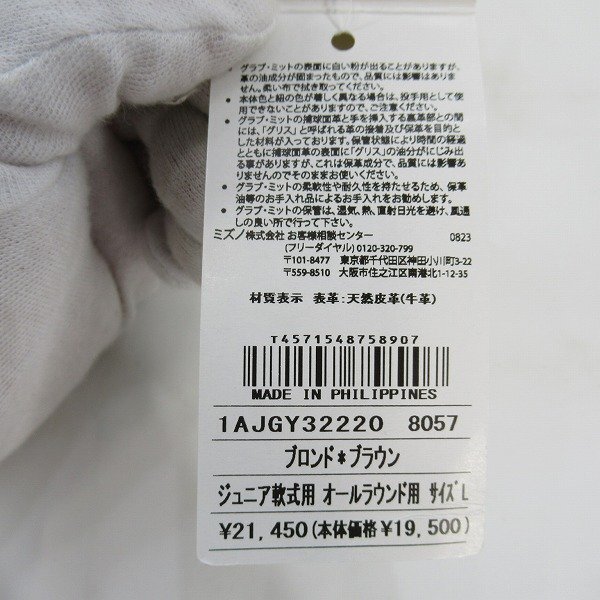 ・グラブ・ミットの表面に白い粉が出ることがありますが、
革の油成分が固まったもので、品質には影響はありま
せん。柔い布で拭き取ってください。
・本体色と紐の色が著しく異なる場合は、投手用として使
用できないことがありますので、ご注意ください。
・グラブ・ミットの捕球面革と手を挿入する裏革部との間
には、「グリス」と呼ばれる革の接着及び保革を目的と
した材料が入っております。保管状態により時間の経過
とともに捕球面革の表面に「グリス」の油分がにじみ出
る事がありますが、これは保革成分で、品質には影響あ
りませんのでそのままお使いください。
・グラブ・ミットの柔軟性や耐久性を持たせるため、保革
油等のお手入れ品によるお手入れをお勧めします。
・グラブ・ミットの保管は、湿気、熱、直射日光を避け、風通
しの良い所で行って下さい。
ミズノ株式会社 お客様相談センター 0823
(フリーダイヤル) 0120-320-799
〒101-8477 東京都千代田区神田小川町3-22
〒559-8510 大阪市住之江区南港北1-12-35
材質表示 表革:天然皮革(牛革)
T4571548758907
MADE IN PHILIPPINES
1AJGY32220 8057
ブロンド*ブラウン
ジュニア軟式用 オールラウンド用 サイズL
¥21,450(本体価格¥19,500)